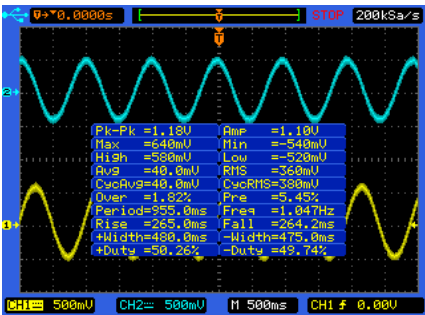 0.0000s STOP 200kSa/s
T
2
Pk-Pk =1.18V Amp =1.10V
Max =640mV Min =-540mV
High =580mV Low =-520mV
Avg =40.0mV RMS =360mV
CycAvg=40.0mV CycRMS=380mV
Over =1.82% Pre =5.45%
Period=955.0ms Freq =1.047Hz
Rise =265.0ms Fall =264.2ms
+Width=480.0ms -Width=475.0ms
+Duty=50.26% -Duty=49.74%
1
CH1 500mV CH2 500mV M 500ms CH1 0.00V